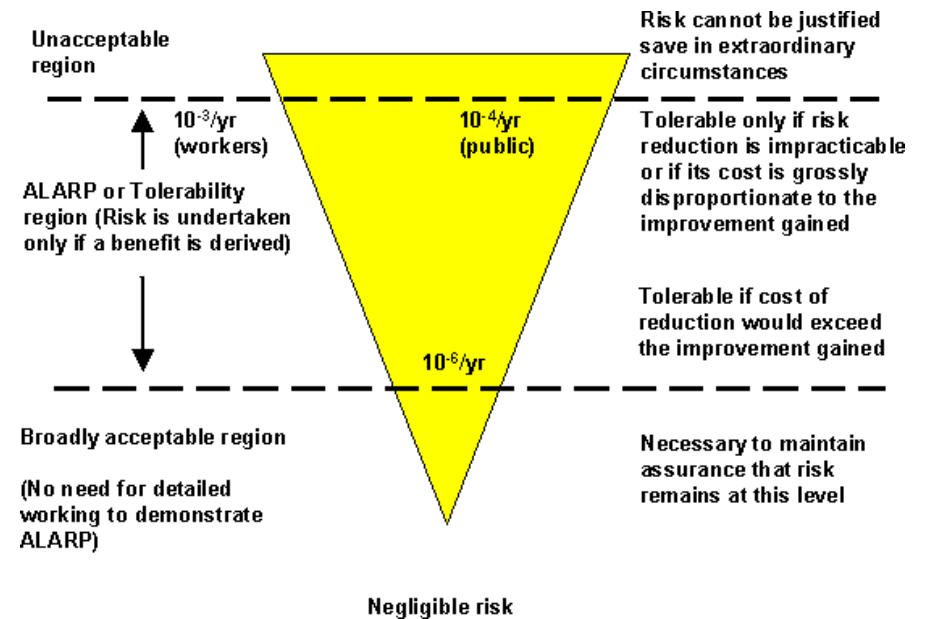 Unacceptable
region
Risk cannot be justified
save in extraordinary
circumstances
10⁻³/yr
(workers)
10⁻⁴/yr
(public)
Tolerable only if risk
reduction is impracticable
or if its cost is grossly
disproportionate to the
improvement gained
ALARP or Tolerability
region (Risk is undertaken
only if a benefit is derived)
Tolerable if cost of
reduction would exceed
the improvement gained
10⁻⁶/yr
Broadly acceptable region
(No need for detailed
working to demonstrate
ALARP)
Necessary to maintain
assurance that risk
remains at this level
Negligible risk